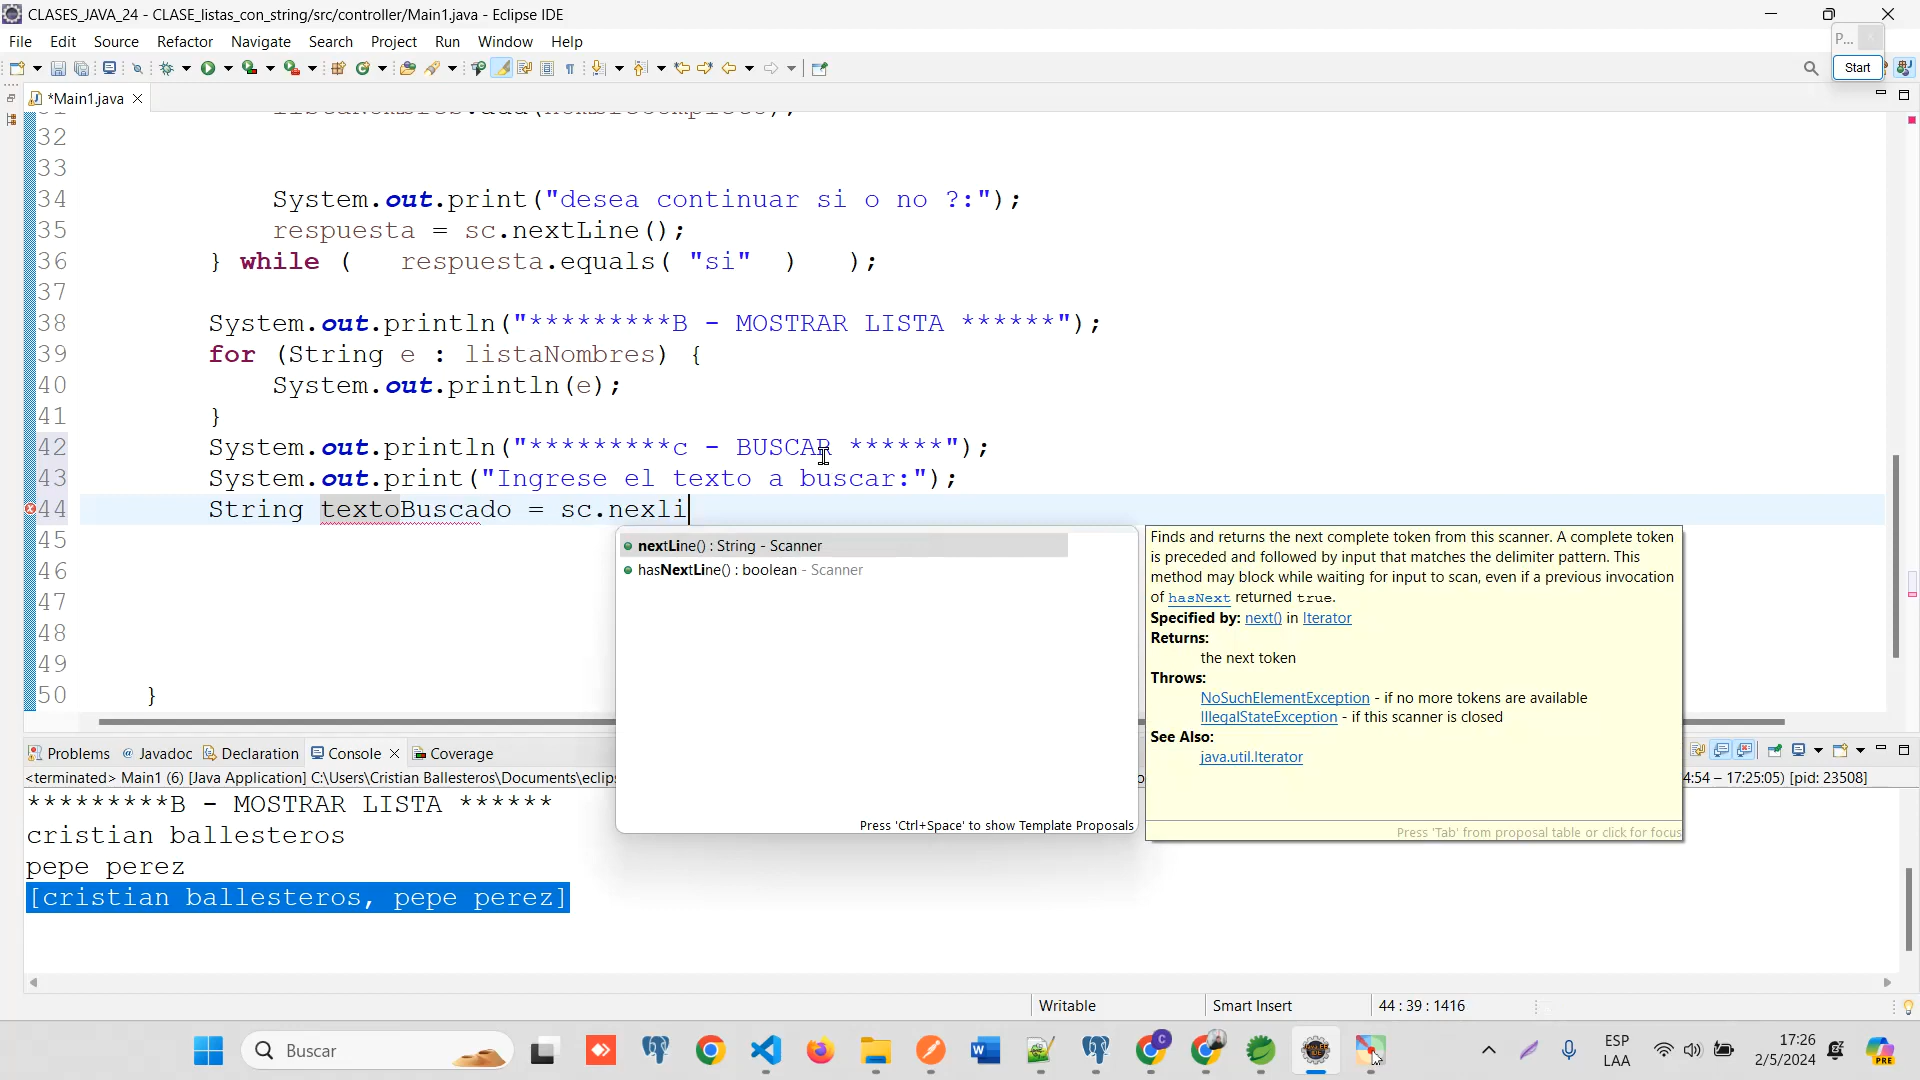 CLASES_JAVA_24 - CLASE_listas_con_string/src/controller/Main1.java - Eclipse IDE
File Edit Source Refactor Navigate Search Project Run Window Help
P...
Start
*Main1.java
32
33
34 System.out.print("desea continuar si o no ?:");
35 respuesta = sc.nextLine();
36 } while ( respuesta.equals( "si" ) );
37
38 System.out.println("*********B - MOSTRAR LISTA ******");
39 for (String e : listaNombres) {
40 System.out.println(e);
41 }
42 System.out.println("*********c - BUSCAR ******");
43 System.out.print("Ingrese el texto a buscar:");
44 String textoBuscado = sc.nexli
45
46
47
48
49
50 }
nextLine() : String - Scanner
hasNextLine() : boolean - Scanner
Press 'Ctrl+Space' to show Template Proposals
Finds and returns the next complete token from this scanner. A complete token
is preceded and followed by input that matches the delimiter pattern. This
method may block while waiting for input to scan, even if a previous invocation
of hasNext returned true.
Specified by: next() in Iterator
Returns:
the next token
Throws:
NoSuchElementException - if no more tokens are available
IllegalStateException - if this scanner is closed
See Also:
java.util.Iterator
Press 'Tab' from proposal table or click for focus
Problems @ Javadoc Declaration Console Coverage
<terminated> Main1 (6) [Java Application] C:\Users\Cristian Ballesteros\Documents\eclips
4:54 – 17:25:05) [pid: 23508]
*********B - MOSTRAR LISTA ******
cristian ballesteros
pepe perez
[cristian ballesteros, pepe perez]
Writable Smart Insert 44 : 39 : 1416
Buscar
ESP
LAA
17:26
2/5/2024
PRE